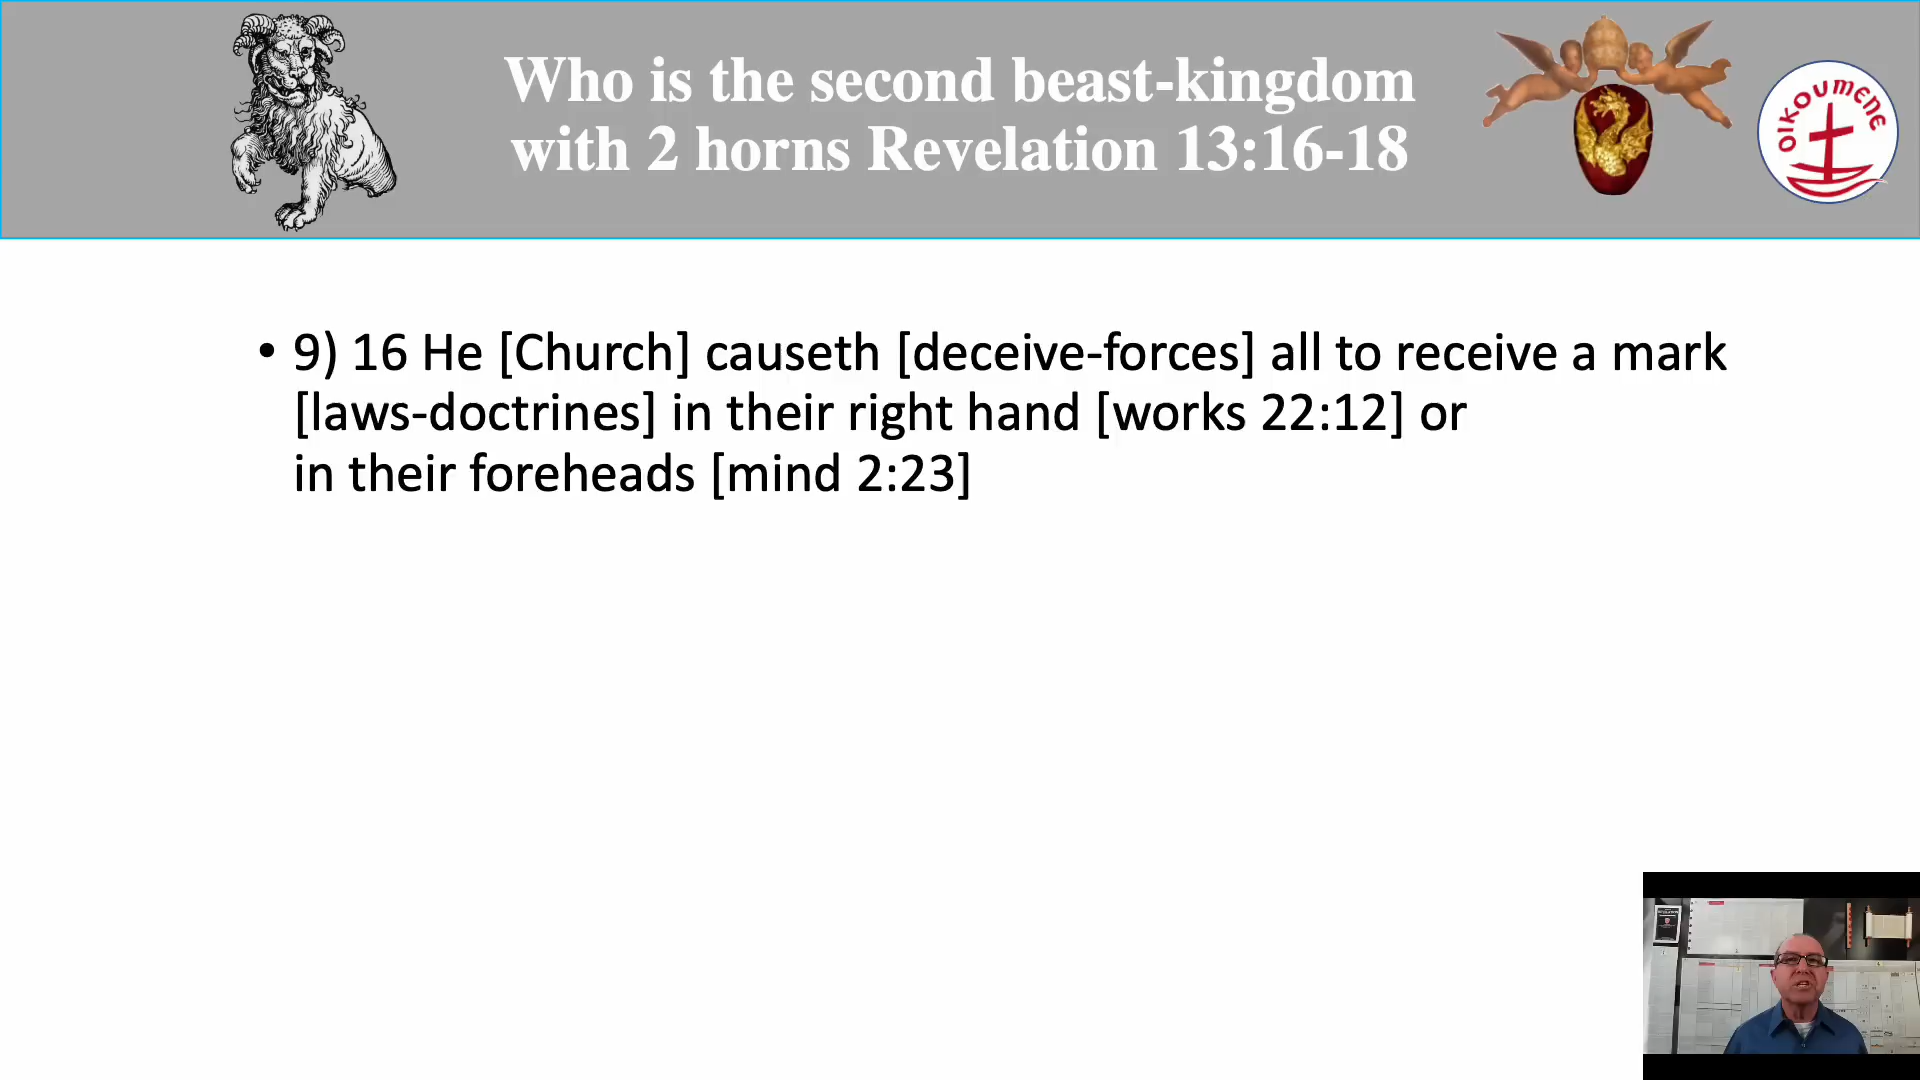 Who is the second beast-kingdom
with 2 horns Revelation 13:16-18
OIKOUMENE
• 9) 16 He [Church] causeth [deceive-forces] all to receive a mark
[laws-doctrines] in their right hand [works 22:12] or
in their foreheads [mind 2:23]